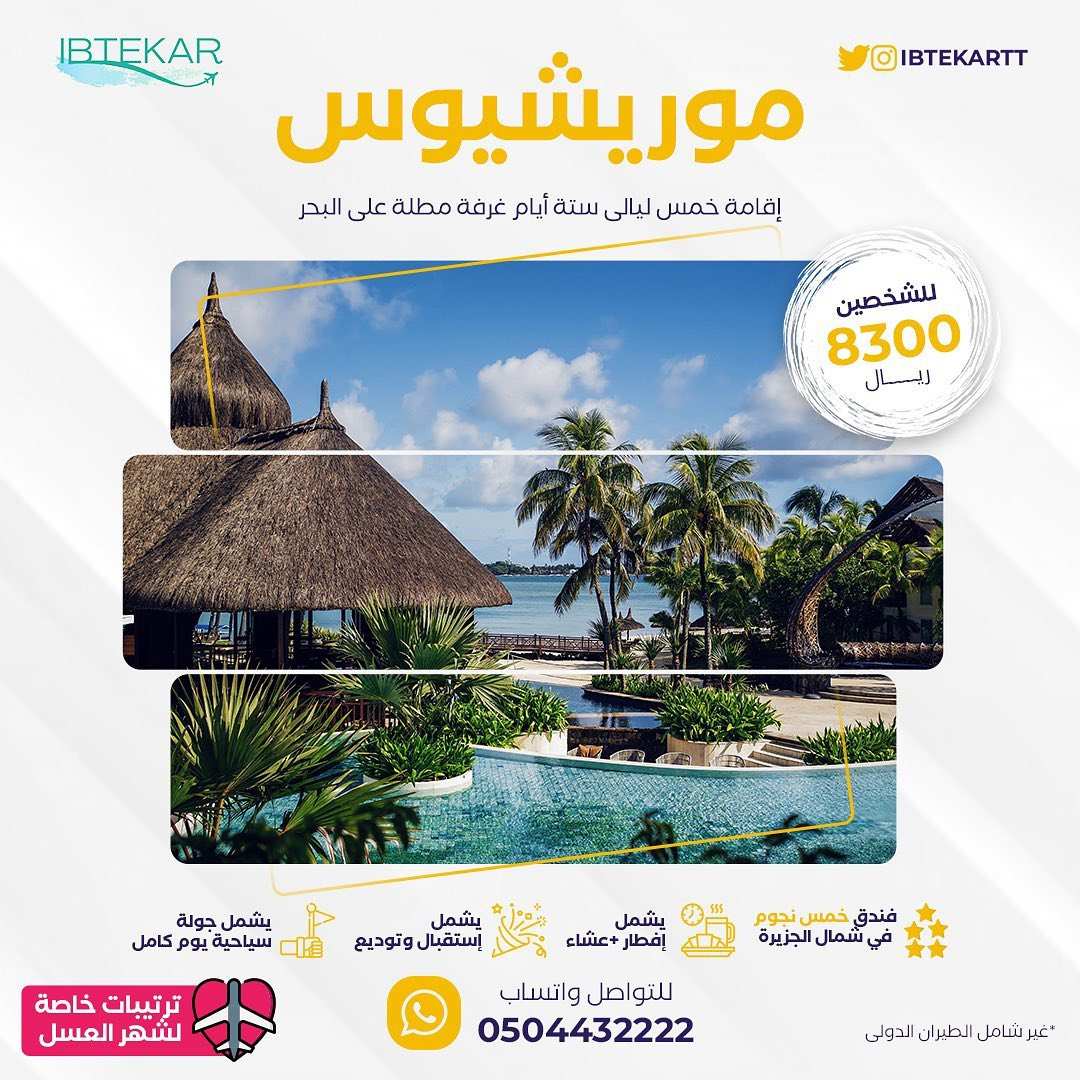 IBTEKAR
IBTEKARTT
موريشيوس
إقامة خمس ليالى ستة أيام غرفة مطلة على البحر
للشخصين
8300
ريـــال
فندق خمس نجوم
في شمال الجزيرة
يشمل
إفطار +عشاء
يشمل
إستقبال وتوديع
يشمل جولة
سياحية يوم كامل
ترتيبات خاصة
لشهر العسل
للتواصل واتساب
0504432222
*غير شامل الطيران الدولى